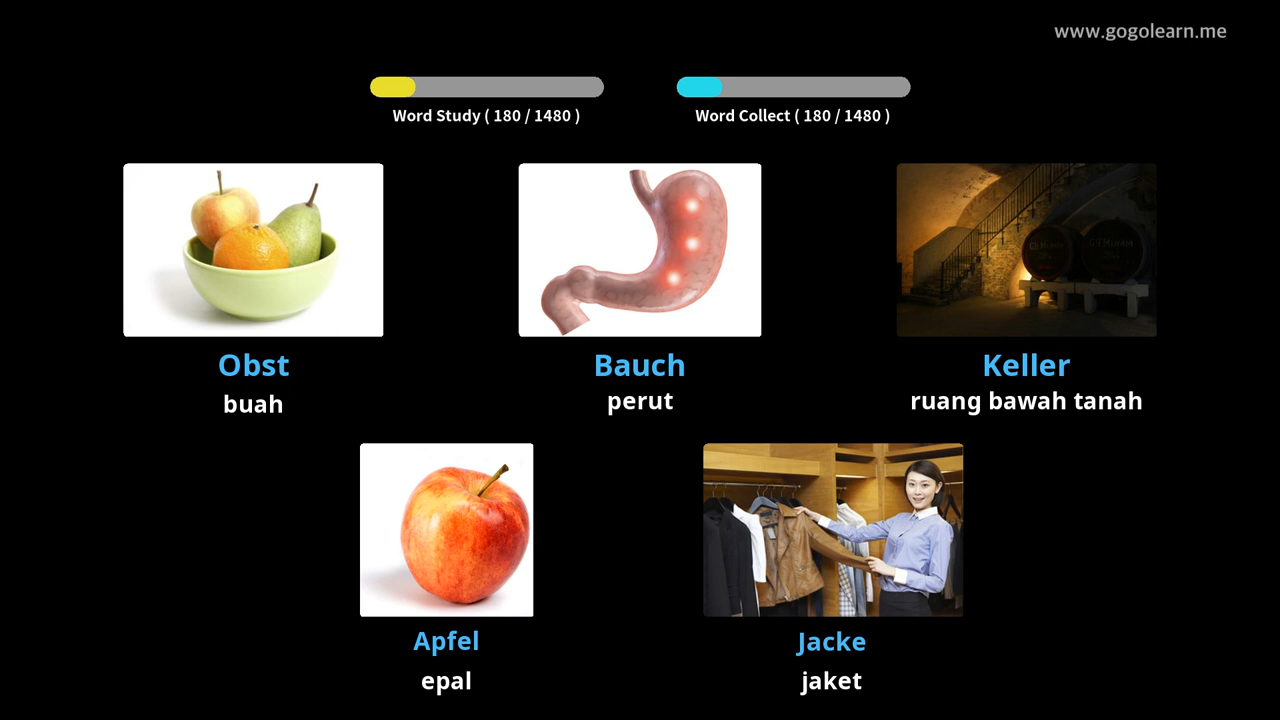 www.gogolearn.me
Word Study ( 180 / 1480 )
Word Collect ( 180 / 1480 )
Obst
buah
Bauch
perut
Keller
ruang bawah tanah
Apfel
epal
Jacke
jaket